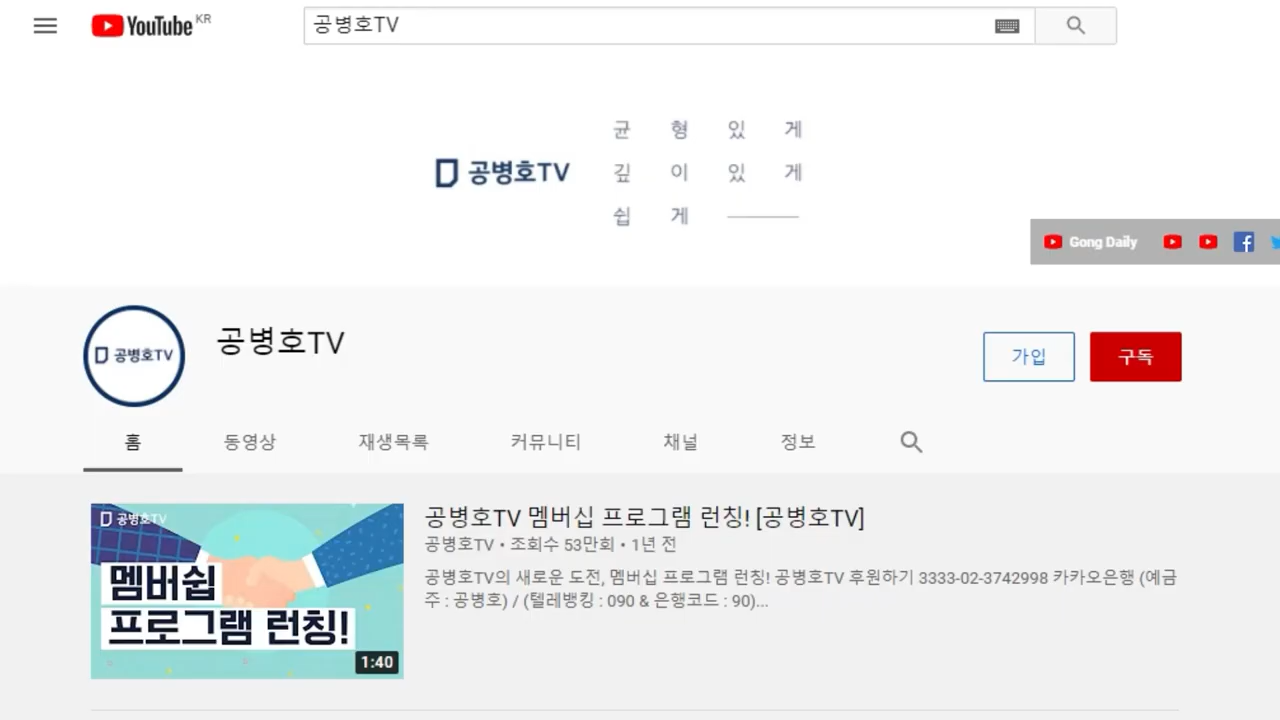 YouTube KR
공병호TV
균 형 있 게
공병호TV
깊 이 있 게
쉽 게
Gong Daily
공병호TV
공병호TV
가입
구독
홈
동영상
재생목록
커뮤니티
채널
정보
공병호TV
멤버쉽
프로그램 런칭!
1:40
공병호TV 멤버십 프로그램 런칭! [공병호TV]
공병호TV • 조회수 53만회 • 1년 전
공병호TV의 새로운 도전, 멤버십 프로그램 런칭! 공병호TV 후원하기 3333-02-3742998 카카오은행 (예금
주 : 공병호) / (텔레뱅킹 : 090 & 은행코드 : 90)...